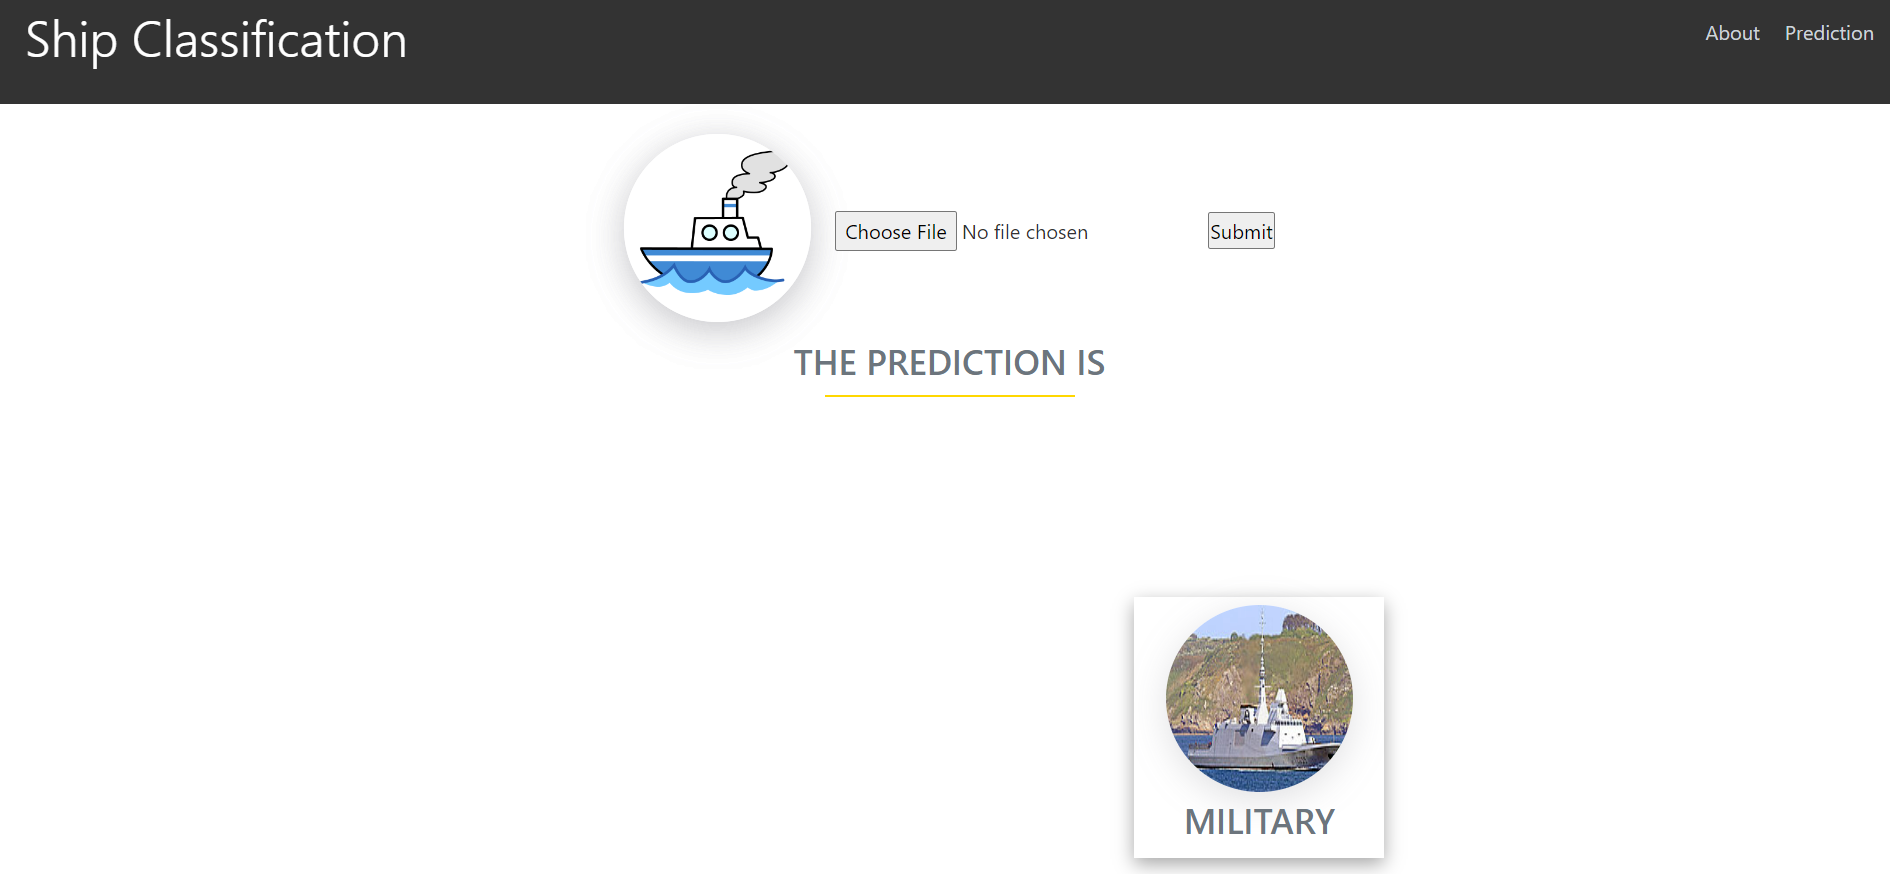 Ship Classification
About Prediction
Choose File No file chosen Submit
THE PREDICTION IS
MILITARY